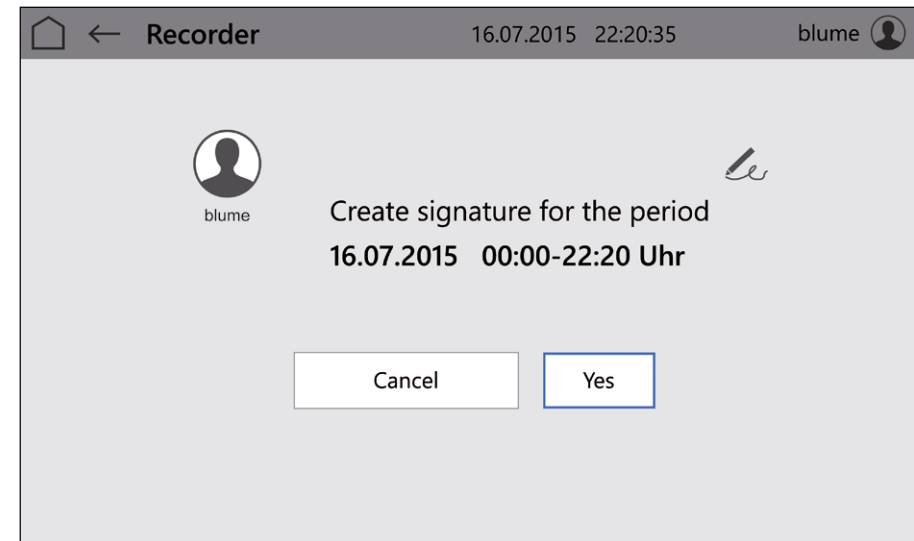 Recorder 16.07.2015 22:20:35 blume
blume
Create signature for the period
16.07.2015 00:00-22:20 Uhr
Cancel Yes